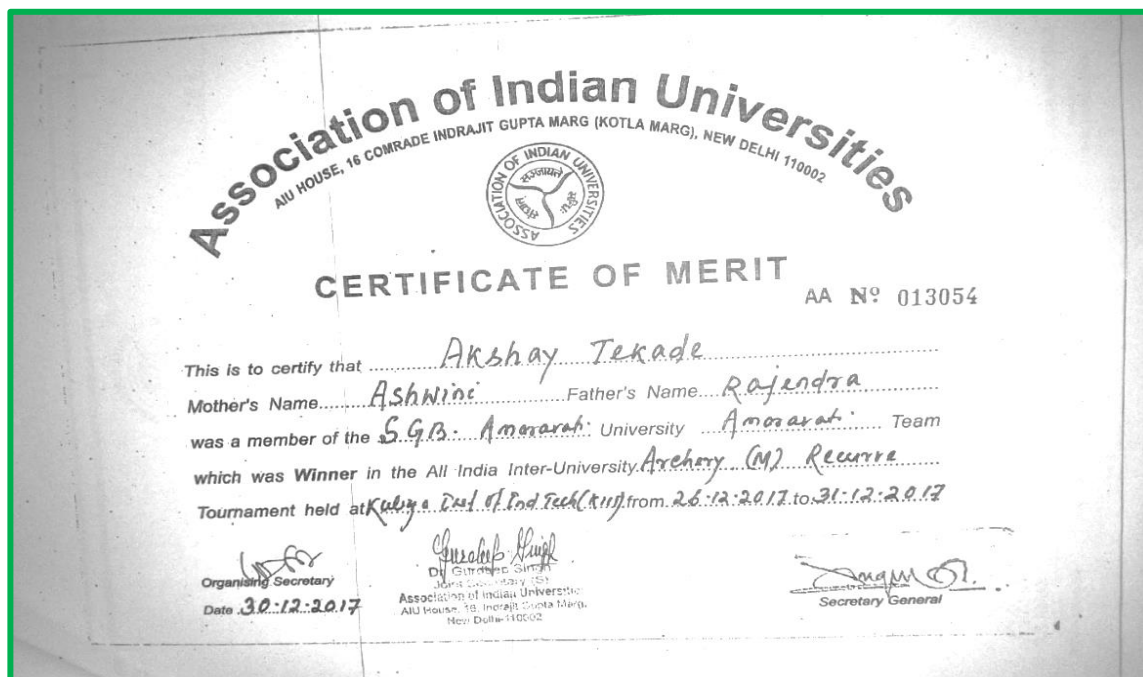 Association of Indian Universities
AIU HOUSE, 16 COMRADE INDRAJIT GUPTA MARG (KOTLA MARG), NEW DELHI 110002
ASSOCIATION OF INDIAN UNIVERSITIES
CERTIFICATE OF MERIT
AA Nº 013054
This is to certify that Akshay Tekade
Mother's Name Ashwini Father's Name Rajendra
was a member of the S.G.B. Amaravati University Amaravati Team
which was Winner in the All India Inter-University Archery (M) Recurve
Tournament held at Inst of Ind Tech (KIIT) from 26.12.2017 to 31.12.2017
Organising Secretary
Date 30.12.2017
Gurdeep Singh
Dr Gurdeep Singh
Joint Secretary (S)
Association of Indian Universities
AIU House, 16, Indrajit Gupta Marg,
New Delhi-110002
Secretary General